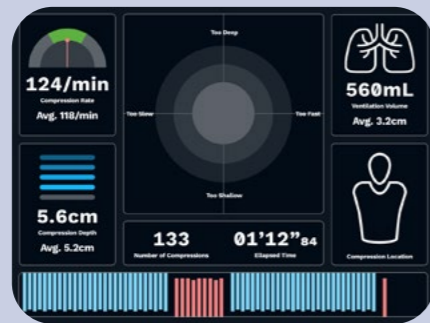 124/min
Compression Rate
Avg. 118/min
Too Deep
Too Slow
Too Fast
Too Shallow
560mL
Ventilation Volume
Avg. 3.2cm
5.6cm
Compression Depth
Avg. 5.2cm
133
Number of Compressions
01'12"84
Ellapsed Time
Compression Location